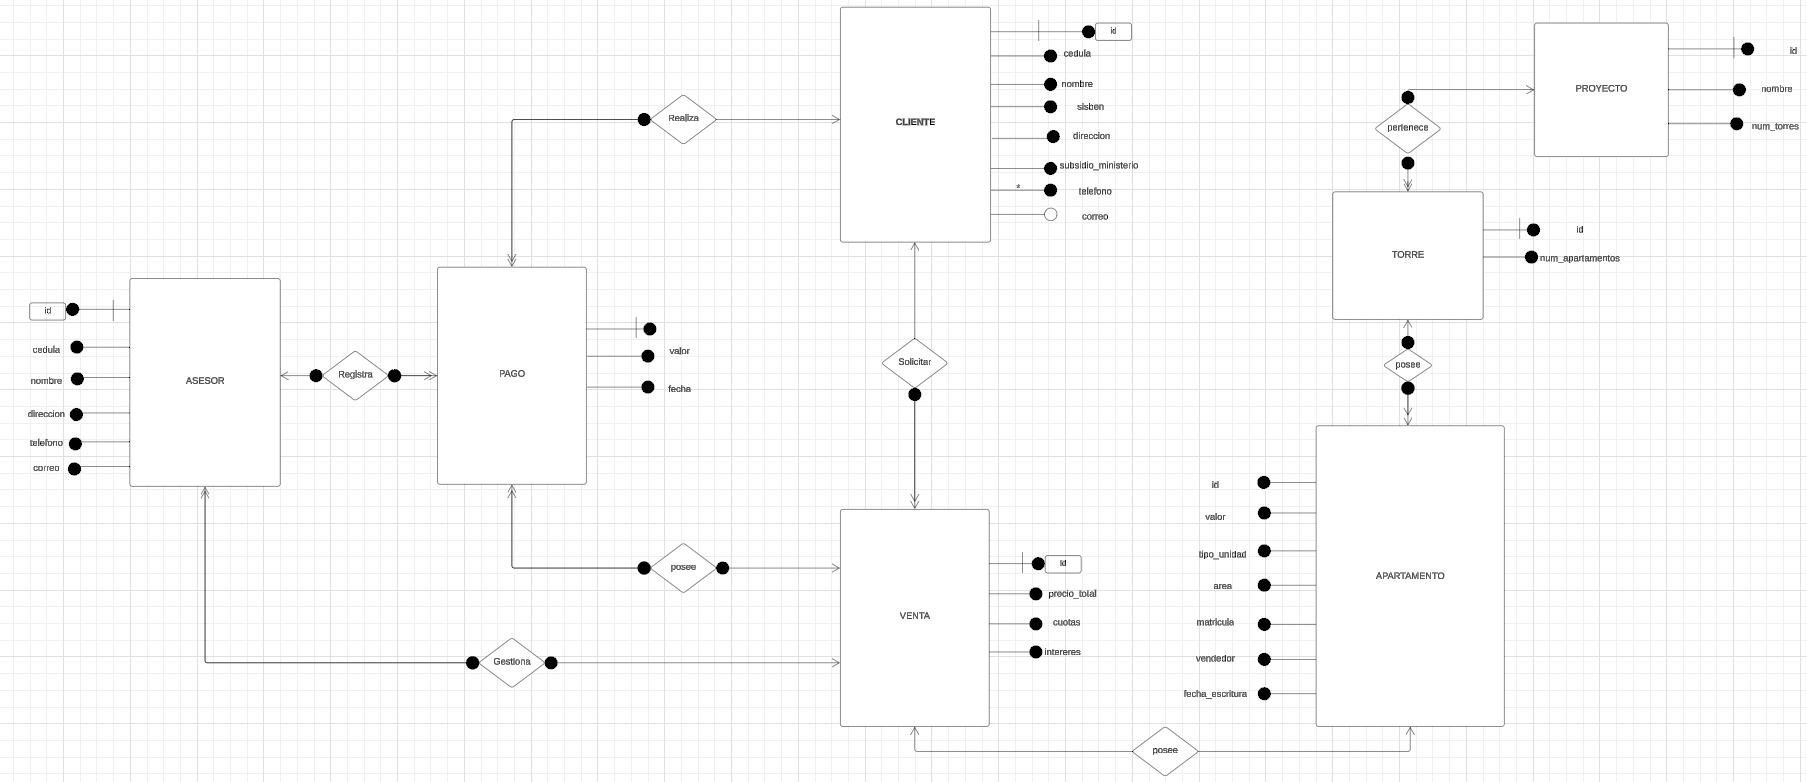 CLIENTE
id
cedula
nombre
sisben
direccion
subsidio_ministerio
*
telefono
correo
Realiza
PROYECTO
id
nombre
num_torres
pertenece
TORRE
id
num_apartamentos
posee
ASESOR
id
cedula
nombre
direccion
telefono
correo
Registra
PAGO
valor
fecha
Solicitar
posee
Gestiona
VENTA
id
precio_total
cuotas
intereres
APARTAMENTO
id
valor
tipo_unidad
area
matricula
vendedor
fecha_escritura
posee